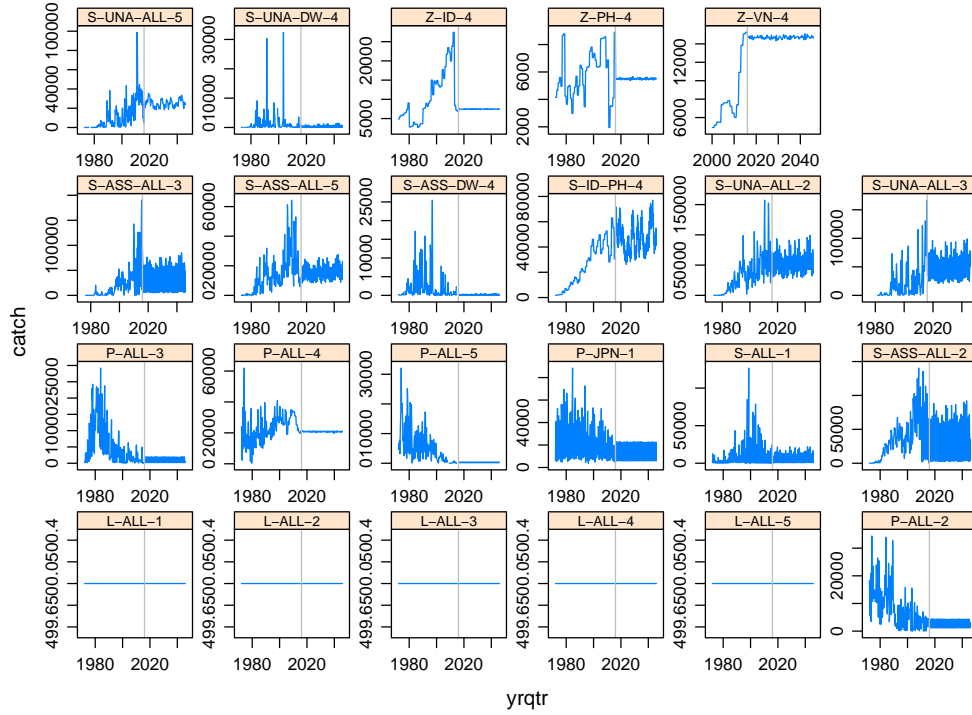 S−UNA−ALL−5 S−UNA−DW−4 Z−ID−4 Z−PH−4 Z−VN−4
0 40000 100000
0 10000 30000
5000 20000
2000 6000
6000 12000
1980 2020 1980 2020 1980 2020 1980 2020 2000 2020 2040
S−ASS−ALL−3 S−ASS−ALL−5 S−ASS−DW−4 S−ID−PH−4 S−UNA−ALL−2 S−UNA−ALL−3
0 10000
0 20000 60000
0 10000 25000
0 40000 80000
0 50000 150000
0 50000 150000
1980 2020 1980 2020 1980 2020 1980 2020 1980 2020 1980 2020
P−ALL−3 P−ALL−4 P−ALL−5 P−JPN−1 S−ALL−1 S−ASS−ALL−2
0 10000 25000
0 20000 60000
0 10000 30000
0 40000
0 50000
0 50000
1980 2020 1980 2020 1980 2020 1980 2020 1980 2020 1980 2020
L−ALL−1 L−ALL−2 L−ALL−3 L−ALL−4 L−ALL−5 P−ALL−2
499.6 500.0 500.4
499.6 500.0 500.4
499.6 500.0 500.4
499.6 500.0 500.4
499.6 500.0 500.4
0 20000
1980 2020 1980 2020 1980 2020 1980 2020 1980 2020 1980 2020
catch
yrqtr